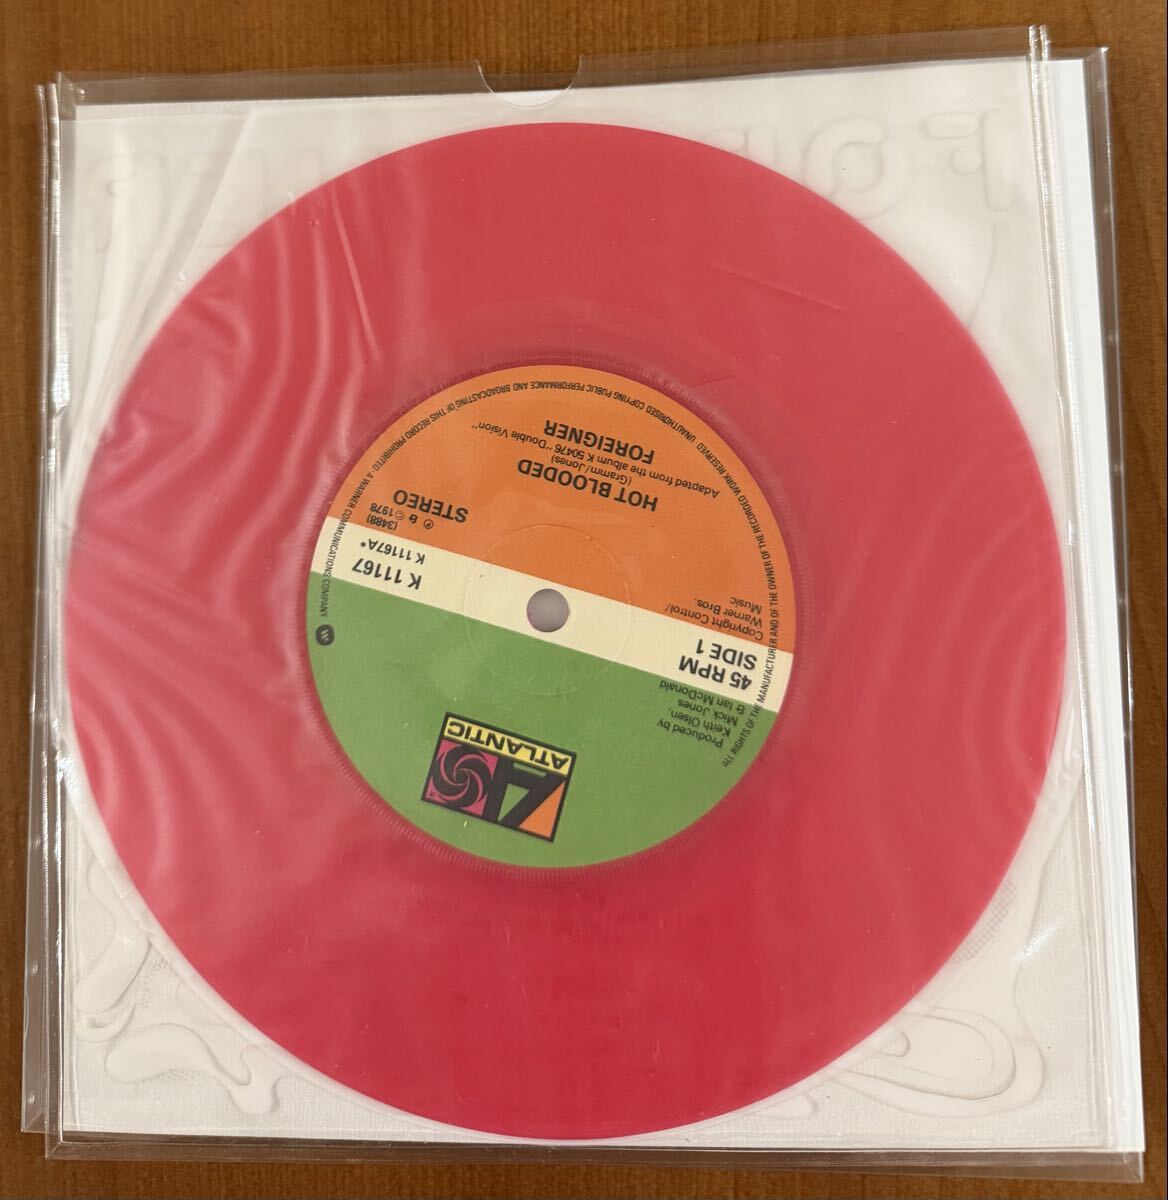 ATLANTIC
Produced by
Keith Olsen,
Mick Jones
& Ian McDonald
45 RPM
SIDE 1
K 11167
K 11167A*
Copyright Control/
Warner Bros.
Music
(3488)
℗ & © 1978
STEREO
HOT BLOODED
(Gramm/Jones)
Adapted from the album K 50476 "Double Vision"
FOREIGNER
ALL RIGHTS OF THE MANUFACTURER AND OF THE OWNER OF THE RECORDED WORK RESERVED UNAUTHORISED COPYING PUBLIC PERFORMANCE AND BROADCASTING OF THIS RECORD PROHIBITED. A WARNER COMMUNICATIONS COMPANY